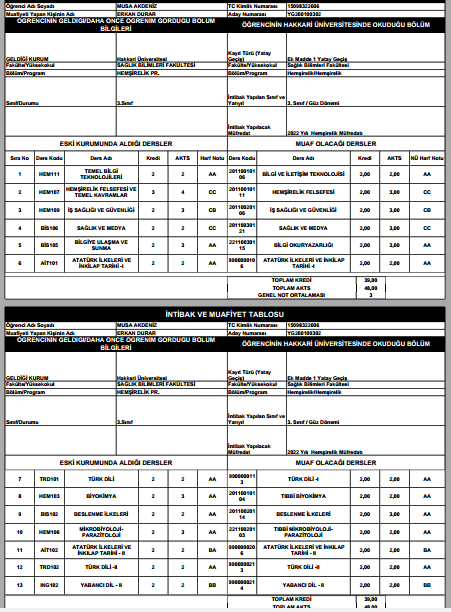 Öğrenci Adı Soyadı MUSA AKDENİZ TC Kimlik Numarası
Muafiyeti Yapan Kişinin Adı ERKAN DURAR Aday Numarası YG260100302
ÖĞRENCİNİN GELDİĞİ/DAHA ÖNCE ÖĞRENİM GÖRDÜĞÜ BÖLÜM BİLGİLERİ ÖĞRENCİNİN HAKKARİ ÜNİVERSİTESİNDE OKUDUĞU BÖLÜM
GELDİĞİ KURUM Hakkari Üniversitesi Kayıt Türü (Yatay Geçiş) Ek Madde 1 Yatay Geçiş
Fakülte/Yüksekokul SAĞLIK BİLİMLERİ FAKÜLTESİ Fakülte/Yüksekokul Sağlık Bilimleri Fakültesi
Bölüm/Program HEMŞİRELİK PR. Bölüm/Program Hemşirelik/Hemşirelik
Sınıf/Durumu 3.Sınıf İntibak Yapılan Sınıf ve Yarıyıl 3. Sınıf / Güz Dönemi
İntibak Yapılacak Müfredat 2022 Yılı Hemşirelik Müfredatı
ESKİ KURUMUNDA ALDIĞI DERSLER MUAF OLACAĞI DERSLER
Sıra No Ders Kodu Ders Adı Kredi AKTS Harf Notu Ders Kodu Ders Adı Kredi AKTS NÜ Harf Notu
1 HEM111 TEMEL BİLGİ TEKNOLOJİLERİ 2 2 AA BİLGİ VE İLETİŞİM TEKNOLOJİSİ 2,00 2,00 AA
2 HEM107 HEMŞİRELİK FELSEFESİ VE TEMEL KAVRAMLAR 3 4 CC HEMŞİRELİK FELSEFESİ 2,00 3,00 CC
3 HEM109 İŞ SAĞLIĞI VE GÜVENLİĞİ 2 3 CB İŞ SAĞLIĞI VE GÜVENLİĞİ 2,00 3,00 CB
4 BİS106 SAĞLIK VE MEDYA 2 2 CC SAĞLIK VE MEDYA 2,00 3,00 CC
5 BİS105 BİLGİYE ULAŞMA VE SUNMA 2 3 AA BİLGİ OKURYAZARLIĞI 2,00 3,00 AA
6 AİT101 ATATÜRK İLKELERİ VE İNKILAP TARİHİ -I 2 2 AA ATATÜRK İLKELERİ VE İNKILAP TARİHİ -I 2,00 2,00 AA
TOPLAM KREDİ 39,00
TOPLAM AKTS 48,00
GENEL NOT ORTALAMASI 3
İNTİBAK VE MUAFİYET TABLOSU
Öğrenci Adı Soyadı MUSA AKDENİZ TC Kimlik Numarası
Muafiyeti Yapan Kişinin Adı ERKAN DURAR Aday Numarası YG260100302
ÖĞRENCİNİN GELDİĞİ/DAHA ÖNCE ÖĞRENİM GÖRDÜĞÜ BÖLÜM BİLGİLERİ ÖĞRENCİNİN HAKKARİ ÜNİVERSİTESİNDE OKUDUĞU BÖLÜM
GELDİĞİ KURUM Hakkari Üniversitesi Kayıt Türü (Yatay Geçiş) Ek Madde 1 Yatay Geçiş
Fakülte/Yüksekokul SAĞLIK BİLİMLERİ FAKÜLTESİ Fakülte/Yüksekokul Sağlık Bilimleri Fakültesi
Bölüm/Program HEMŞİRELİK PR. Bölüm/Program Hemşirelik/Hemşirelik
Sınıf/Durumu 3.Sınıf İntibak Yapılan Sınıf ve Yarıyıl 3. Sınıf / Güz Dönemi
İntibak Yapılacak Müfredat 2022 Yılı Hemşirelik Müfredatı
ESKİ KURUMUNDA ALDIĞI DERSLER MUAF OLACAĞI DERSLER
7 TRD101 TÜRK DİLİ 2 2 AA TÜRK DİLİ -I 2,00 2,00 AA
8 HEM103 BİYOKİMYA 2 3 AA TIBBİ BİYOKİMYA 2,00 2,00 AA
9 BİS102 BESLENME İLKELERİ 2 2 AA BESLENME İLKELERİ 2,00 3,00 AA
10 HEM106 MİKROBİYOLOJİ-PARAZİTOLOJİ 2 3 AA TIBBİ MİKROBİYOLOJİ-PARAZİTOLOJİ 2,00 2,00 AA
11 AİT102 ATATÜRK İLKELERİ VE İNKILAP TARİHİ - II 2 2 BA ATATÜRK İLKELERİ VE İNKILAP TARİHİ - II 2,00 2,00 BA
12 TRD102 TÜRK DİLİ -II 2 2 AA TÜRK DİLİ -II 2,00 2,00 AA
13 ING102 YABANCI DİL - II 2 2 BB YABANCI DİL - II 2,00 2,00 BB
TOPLAM KREDİ 39,00
TOPLAM AKTS 48,00